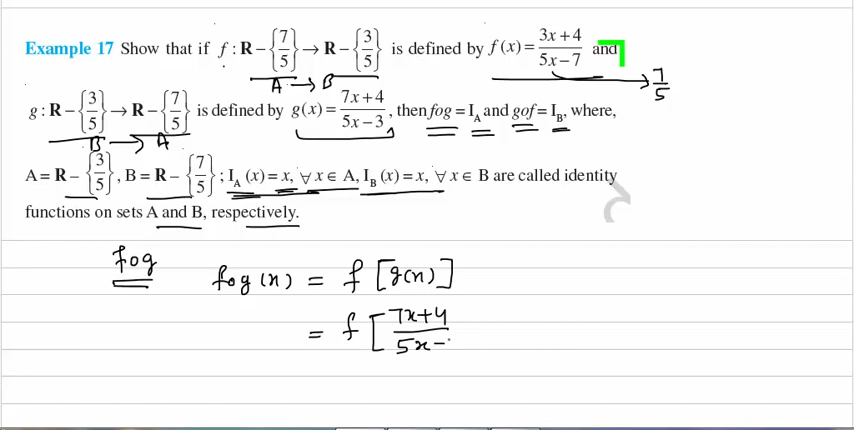 Example 17 Show that if f : R − {7/5} → R − {3/5} is defined by f(x) = (3x + 4)/(5x − 7) and
7/5
A → B
g : R − {3/5} → R − {7/5} is defined by g(x) = (7x + 4)/(5x − 3), then fog = I_A and gof = I_B, where,
B → A
A = R − {3/5}, B = R − {7/5}; I_A (x) = x, ∀ x ∈ A, I_B (x) = x, ∀ x ∈ B are called identity
functions on sets A and B, respectively.
fog
fog(x) = f [g(x)]
= f [ (7x+4)/(5x−